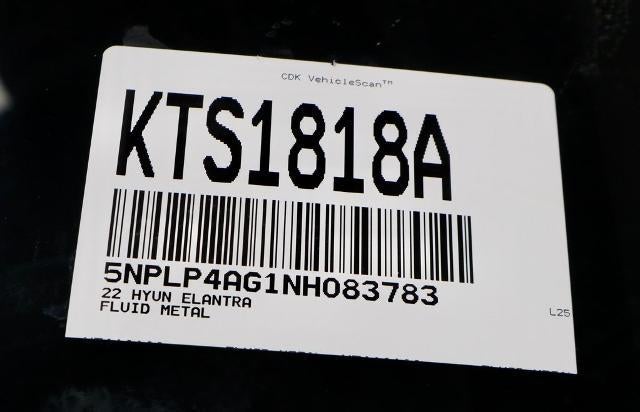 CDK VehicleScan™
KTS1818A
5NPLP4AG1NH083783
22 HYUN ELANTRA
FLUID METAL
L25